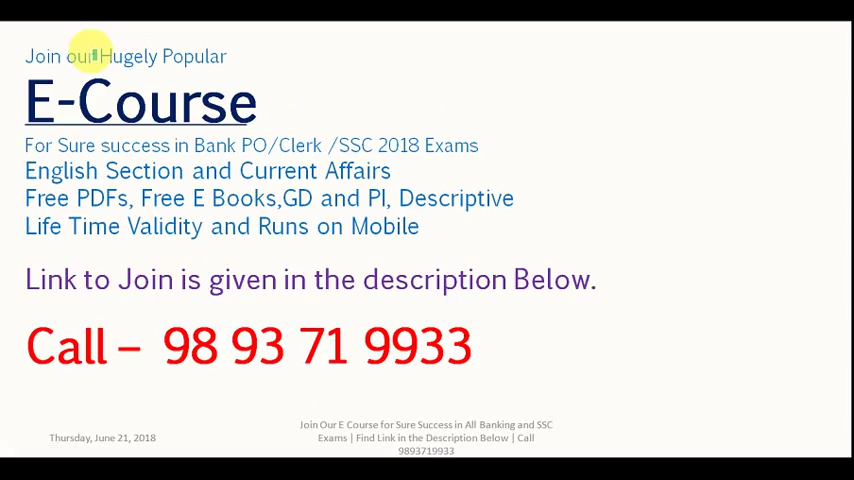 Join our Hugely Popular
E-Course
For Sure success in Bank PO/Clerk /SSC 2018 Exams
English Section and Current Affairs
Free PDFs, Free E Books,GD and PI, Descriptive
Life Time Validity and Runs on Mobile
Link to Join is given in the description Below.
Call – 98 93 71 9933
Thursday, June 21, 2018
Join Our E Course for Sure Success in All Banking and SSC
Exams | Find Link in the Description Below | Call
9893719933